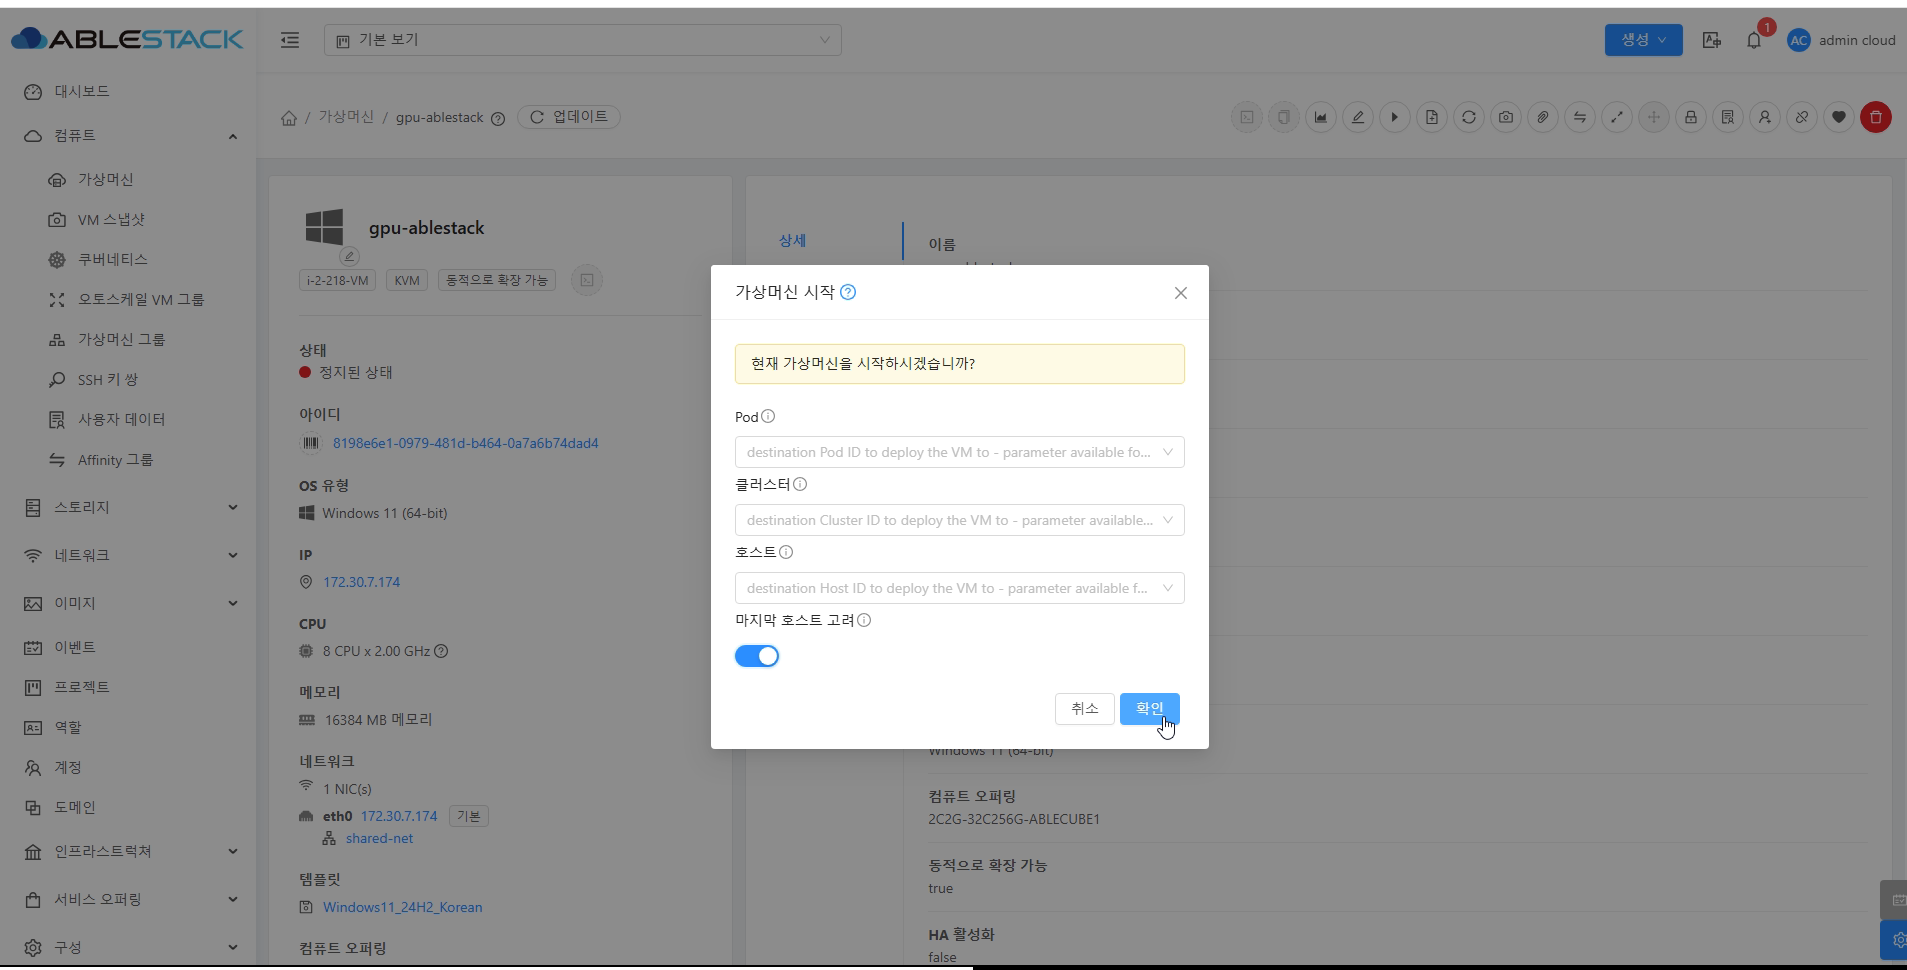 ABLESTACK
기본 보기
생성
1
AC
admin cloud
대시보드
컴퓨트
가상머신
VM 스냅샷
쿠버네티스
오토스케일 VM 그룹
가상머신 그룹
SSH 키 쌍
사용자 데이터
Affinity 그룹
스토리지
네트워크
이미지
이벤트
프로젝트
역할
계정
도메인
인프라스트럭쳐
서비스 오퍼링
구성
/ 가상머신 / gpu-ablestack
업데이트
gpu-ablestack
i-2-218-VM
KVM
동적으로 확장 가능
상태
정지된 상태
아이디
8198e6e1-0979-481d-b464-0a7a6b74dad4
OS 유형
Windows 11 (64-bit)
IP
172.30.7.174
CPU
8 CPU x 2.00 GHz
메모리
16384 MB 메모리
네트워크
1 NIC(s)
eth0 172.30.7.174 기본
shared-net
템플릿
Windows11_24H2_Korean
컴퓨트 오퍼링
상세
이름
가상머신 시작
현재 가상머신을 시작하시겠습니까?
Pod
destination Pod ID to deploy the VM to - parameter available fo...
클러스터
destination Cluster ID to deploy the VM to - parameter available...
호스트
destination Host ID to deploy the VM to - parameter available f...
마지막 호스트 고려
취소
확인
Windows 11 (64-bit)
컴퓨트 오퍼링
2C2G-32C256G-ABLECUBE1
동적으로 확장 가능
true
HA 활성화
false